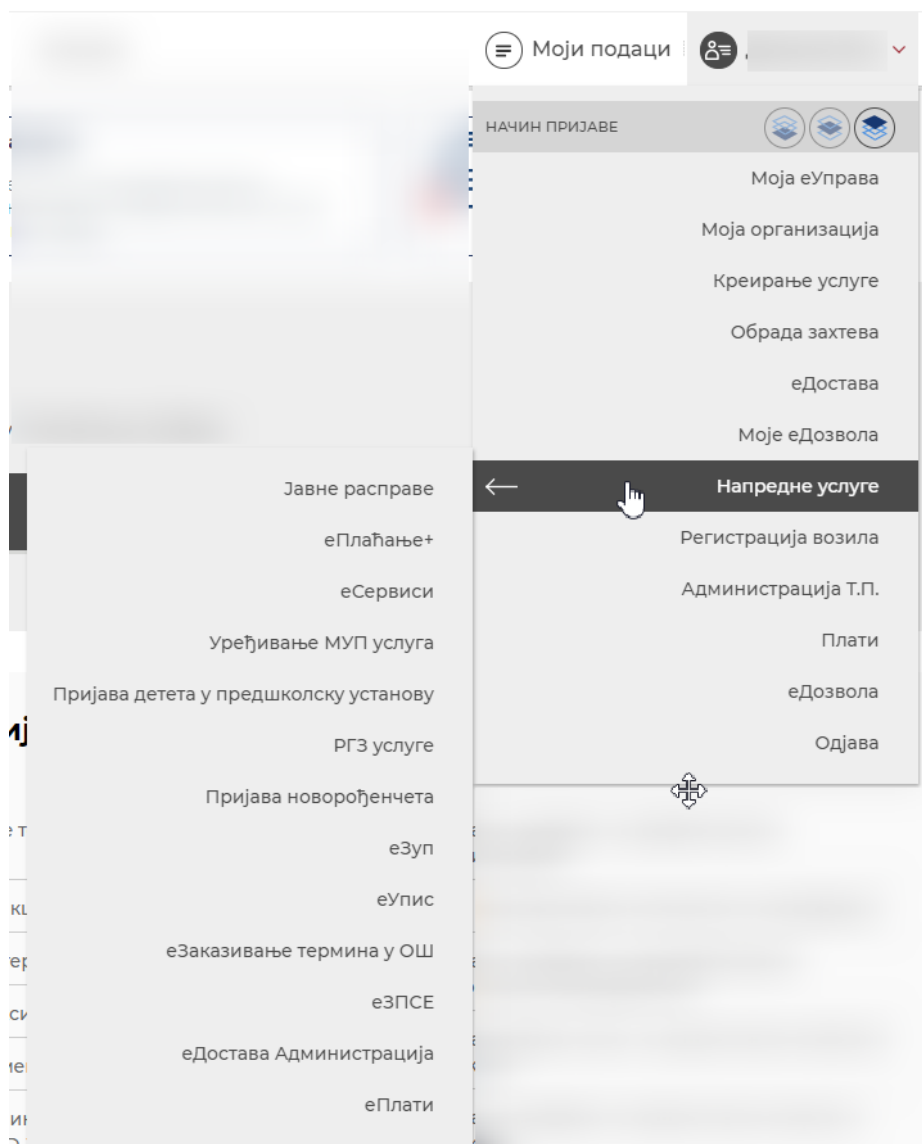 Моји подаци
НАЧИН ПРИЈАВЕ
Моја еУправа
Моја организација
Креирање услуге
Обрада захтева
еДостава
Моје еДозвола
Напредне услуге
Регистрација возила
Администрација Т.П.
Плати
еДозвола
Одјава
Јавне расправе
еПлаћање+
еСервиси
Уређивање МУП услуга
Пријава детета у предшколску установу
РГЗ услуге
Пријава новорођенчета
еЗуп
еУпис
еЗаказивање термина у ОШ
еЗПСЕ
еДостава Администрација
еПлати